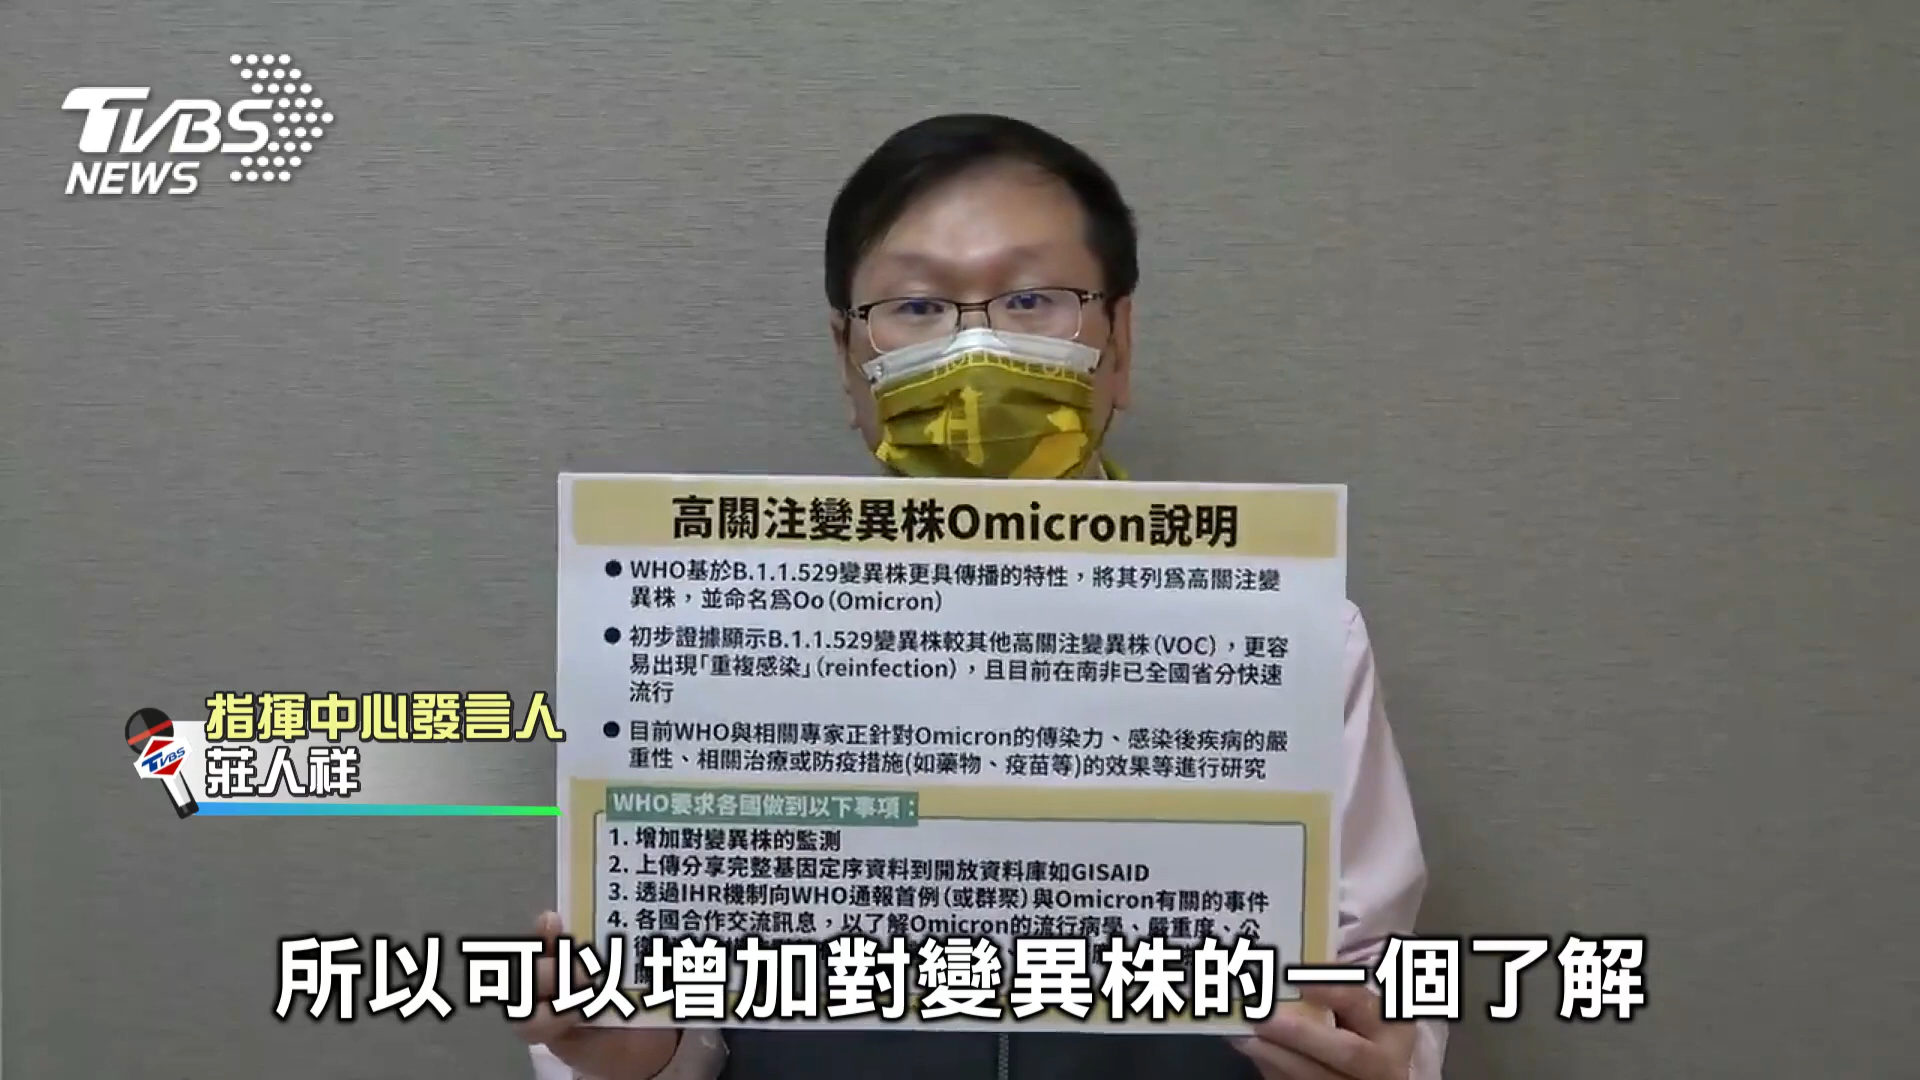 TVBS
NEWS
高關注變異株Omicron說明
● WHO基於B.1.1.529變異株更具傳播的特性，將其列為高關注變
異株，並命名為Oo（Omicron）
● 初步證據顯示B.1.1.529變異株較其他高關注變異株（VOC），更容
易出現「重複感染」（reinfection），且目前在南非已全國省分快速
流行
● 目前WHO與相關專家正針對Omicron的傳染力、感染後疾病的嚴
重性、相關治療或防疫措施(如藥物、疫苗等)的效果等進行研究
WHO要求各國做到以下事項：
1. 增加對變異株的監測
2. 上傳分享完整基因定序資料到開放資料庫如GISAID
3. 透過IHR機制向WHO通報首例（或群聚）與Omicron有關的事件
4. 各國合作交流訊息，以了解Omicron的流行病學、嚴重度、公
指揮中心發言人
TVBS
莊人祥
所以可以增加對變異株的一個了解